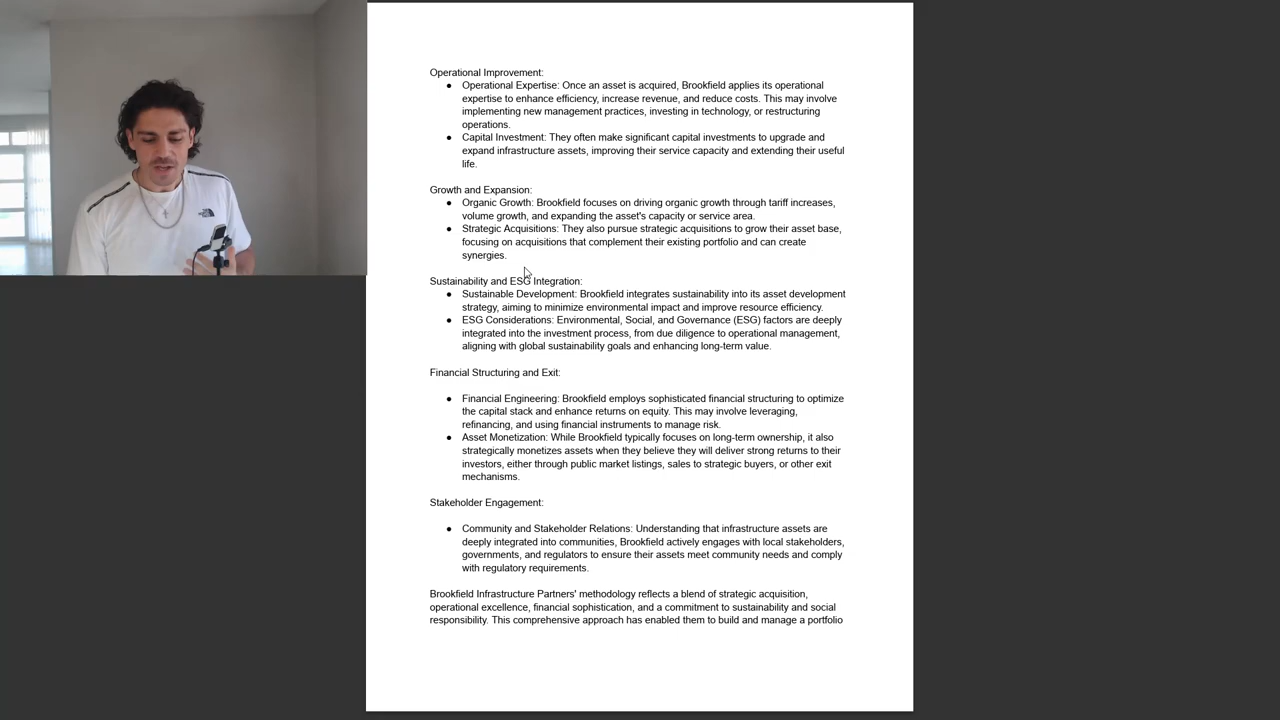 Operational Improvement:
● Operational Expertise: Once an asset is acquired, Brookfield applies its operational
expertise to enhance efficiency, increase revenue, and reduce costs. This may involve
implementing new management practices, investing in technology, or restructuring
operations.
● Capital Investment: They often make significant capital investments to upgrade and
expand infrastructure assets, improving their service capacity and extending their useful
life.
Growth and Expansion:
● Organic Growth: Brookfield focuses on driving organic growth through tariff increases,
volume growth, and expanding the asset's capacity or service area.
● Strategic Acquisitions: They also pursue strategic acquisitions to grow their asset base,
focusing on acquisitions that complement their existing portfolio and can create
synergies.
Sustainability and ESG Integration:
● Sustainable Development: Brookfield integrates sustainability into its asset development
strategy, aiming to minimize environmental impact and improve resource efficiency.
● ESG Considerations: Environmental, Social, and Governance (ESG) factors are deeply
integrated into the investment process, from due diligence to operational management,
aligning with global sustainability goals and enhancing long-term value.
Financial Structuring and Exit:
● Financial Engineering: Brookfield employs sophisticated financial structuring to optimize
the capital stack and enhance returns on equity. This may involve leveraging,
refinancing, and using financial instruments to manage risk.
● Asset Monetization: While Brookfield typically focuses on long-term ownership, it also
strategically monetizes assets when they believe they will deliver strong returns to their
investors, either through public market listings, sales to strategic buyers, or other exit
mechanisms.
Stakeholder Engagement:
● Community and Stakeholder Relations: Understanding that infrastructure assets are
deeply integrated into communities, Brookfield actively engages with local stakeholders,
governments, and regulators to ensure their assets meet community needs and comply
with regulatory requirements.
Brookfield Infrastructure Partners' methodology reflects a blend of strategic acquisition,
operational excellence, financial sophistication, and a commitment to sustainability and social
responsibility. This comprehensive approach has enabled them to build and manage a portfolio